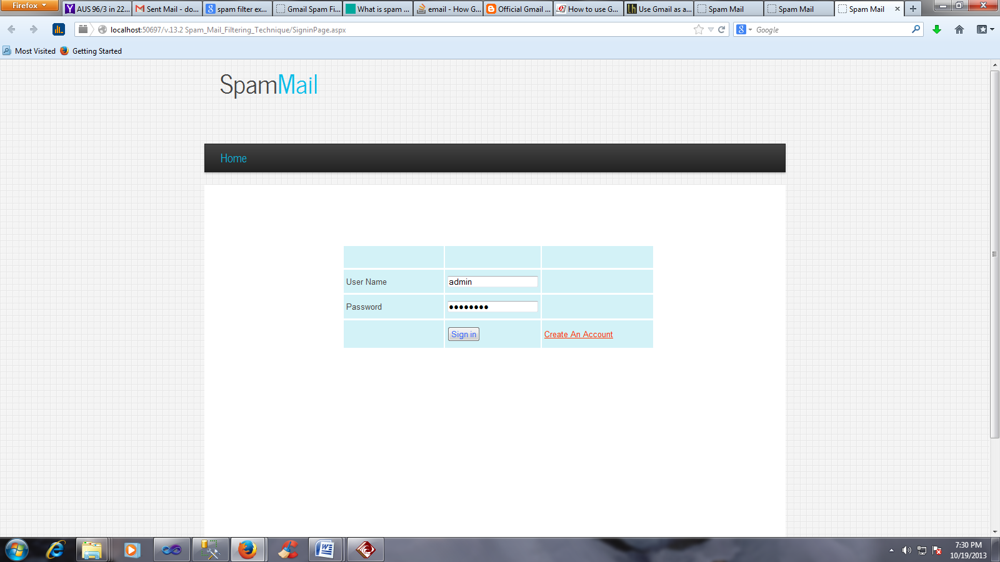 Firefox
AUS 96/3 in 22...
Sent Mail - do...
spam filter ex...
Gmail Spam Fi...
What is spam ...
email - How G...
Official Gmail ...
How to use G...
Use Gmail as a...
Spam Mail
Spam Mail
Spam Mail
localhost:50697/v.13.2 Spam_Mail_Filtering_Technique/SigninPage.aspx
Google
Most Visited
Getting Started
SpamMail
Home
User Name
admin
Password
Sign in
Create An Account
7:30 PM
10/19/2013